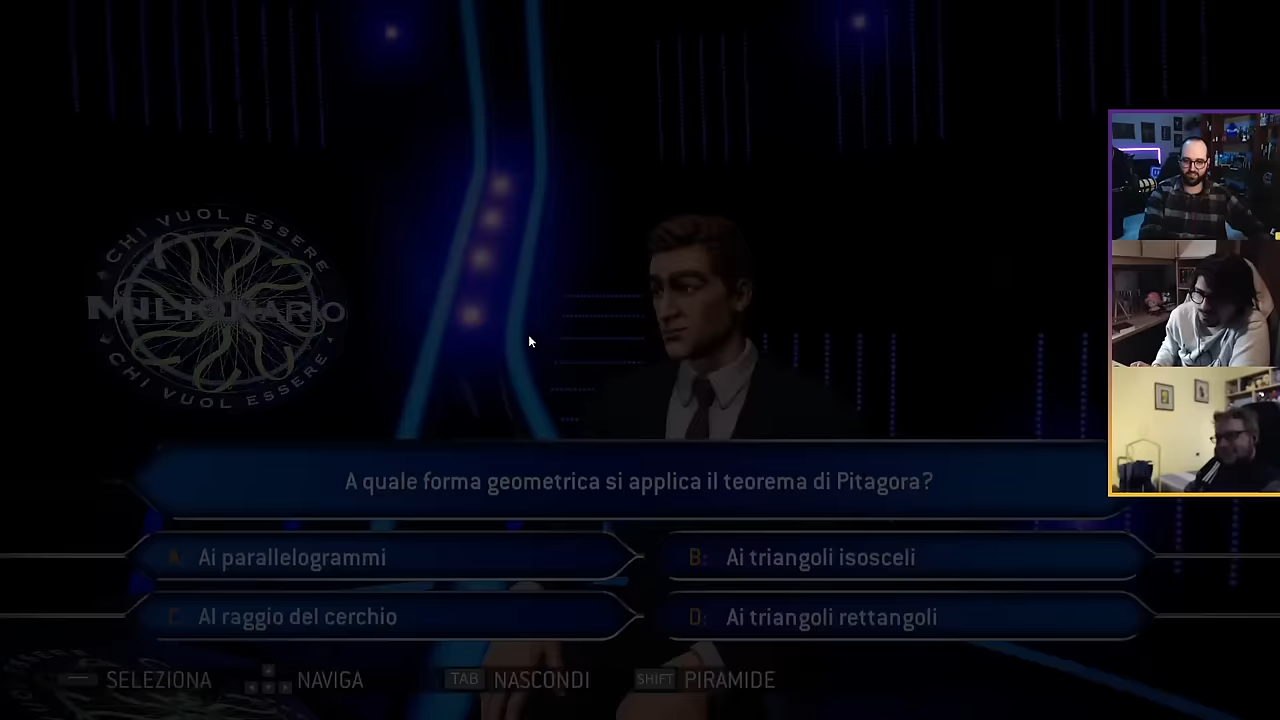 CHI VUOL ESSERE
MILIONARIO
CHI VUOL ESSERE
A quale forma geometrica si applica il teorema di Pitagora?
A: Ai parallelogrammi
B: Ai triangoli isosceli
C: Al raggio del cerchio
D: Ai triangoli rettangoli
SELEZIONA NAVIGA TAB NASCONDI SHIFT PIRAMIDE